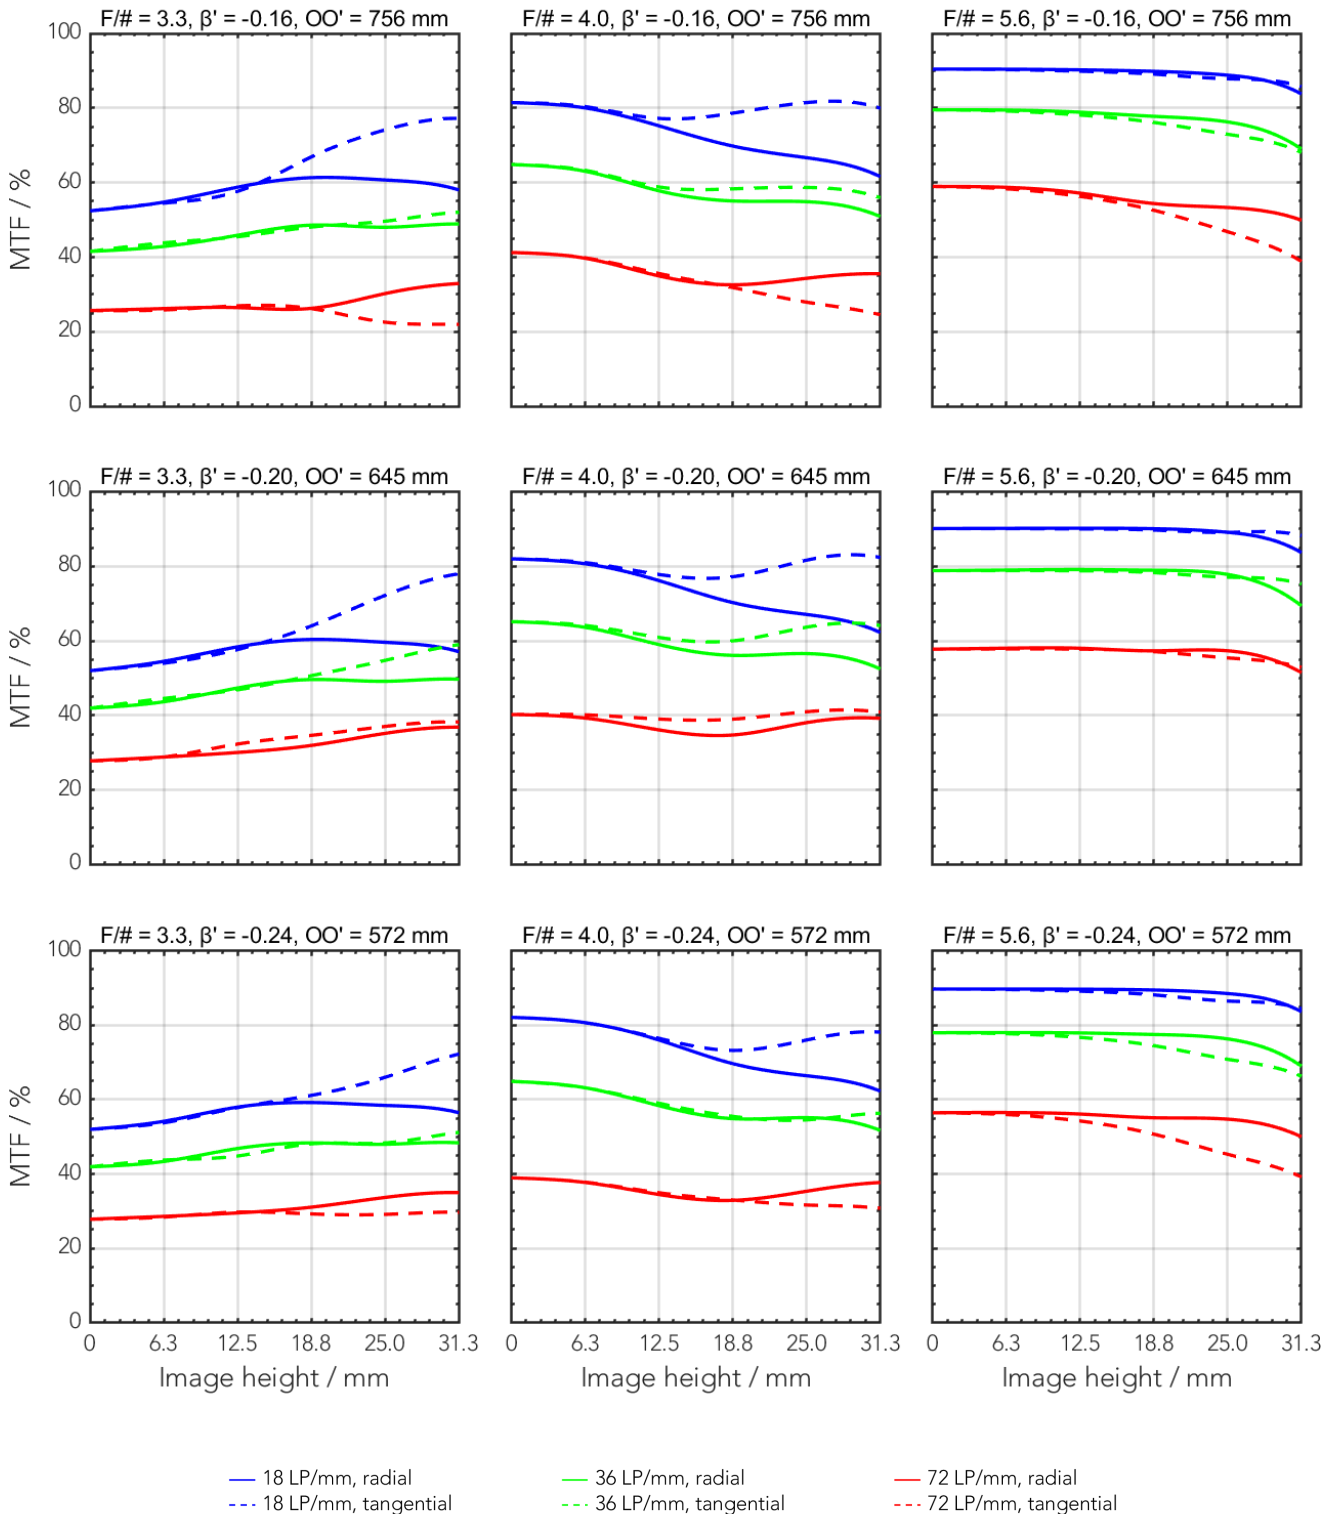 F/# = 3.3, β' = -0.16, OO' = 756 mm
F/# = 4.0, β' = -0.16, OO' = 756 mm
F/# = 5.6, β' = -0.16, OO' = 756 mm
100
80
60
40
20
0
MTF / %
F/# = 3.3, β' = -0.20, OO' = 645 mm
F/# = 4.0, β' = -0.20, OO' = 645 mm
F/# = 5.6, β' = -0.20, OO' = 645 mm
100
80
60
40
20
0
MTF / %
F/# = 3.3, β' = -0.24, OO' = 572 mm
F/# = 4.0, β' = -0.24, OO' = 572 mm
F/# = 5.6, β' = -0.24, OO' = 572 mm
100
80
60
40
20
0
MTF / %
0 6.3 12.5 18.8 25.0 31.3
0 6.3 12.5 18.8 25.0 31.3
0 6.3 12.5 18.8 25.0 31.3
Image height / mm
Image height / mm
Image height / mm
18 LP/mm, radial
36 LP/mm, radial
72 LP/mm, radial
18 LP/mm, tangential
36 LP/mm, tangential
72 LP/mm, tangential